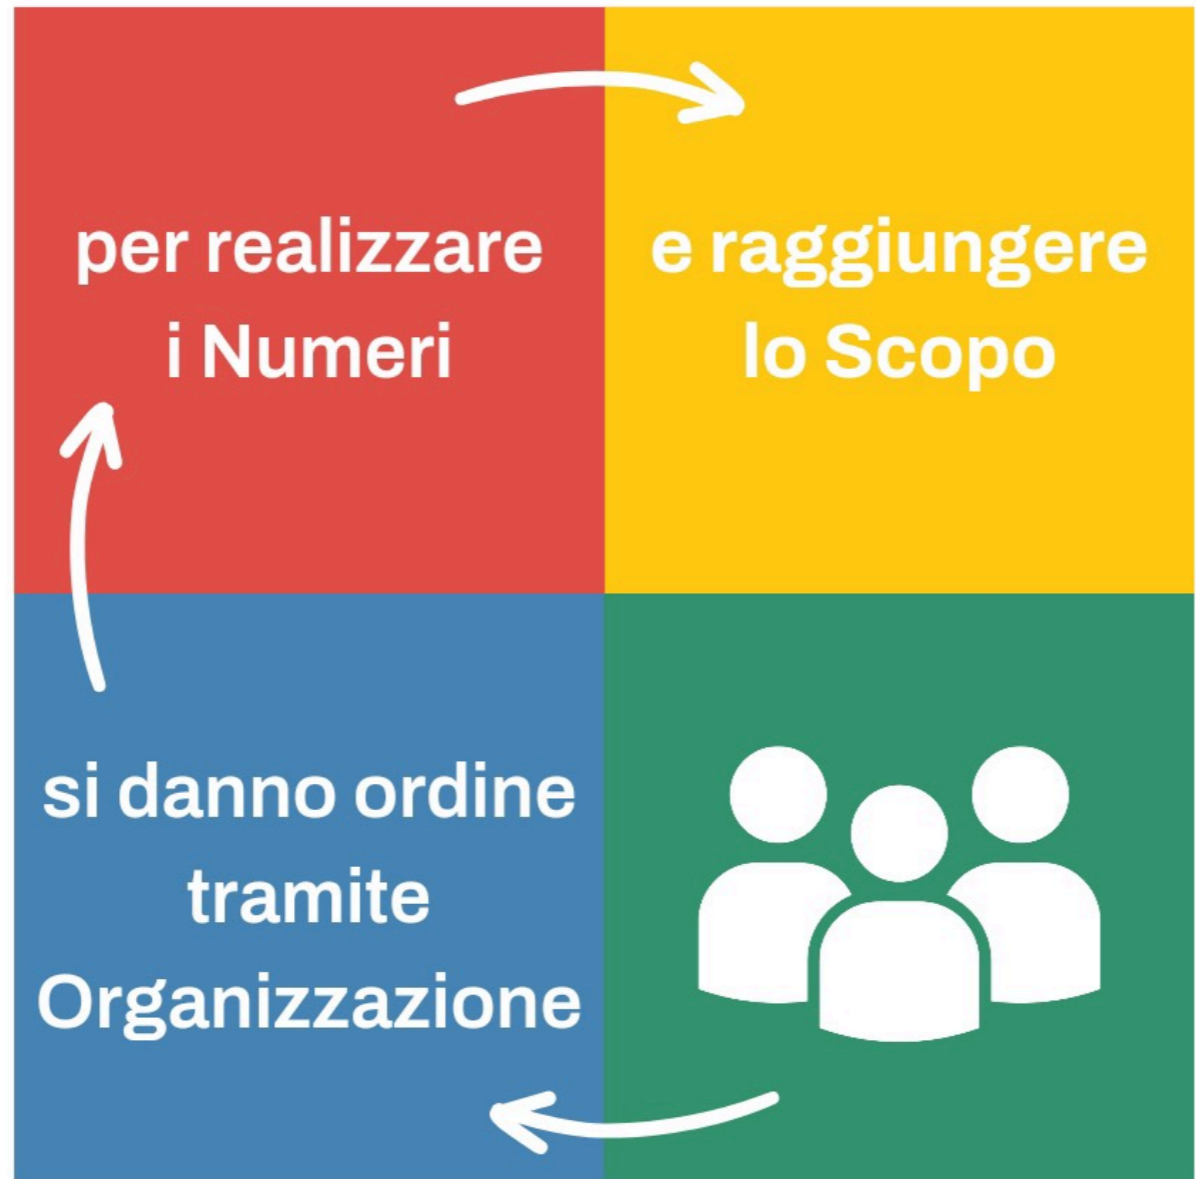 per realizzare
i Numeri
e raggiungere
lo Scopo
si danno ordine
tramite
Organizzazione